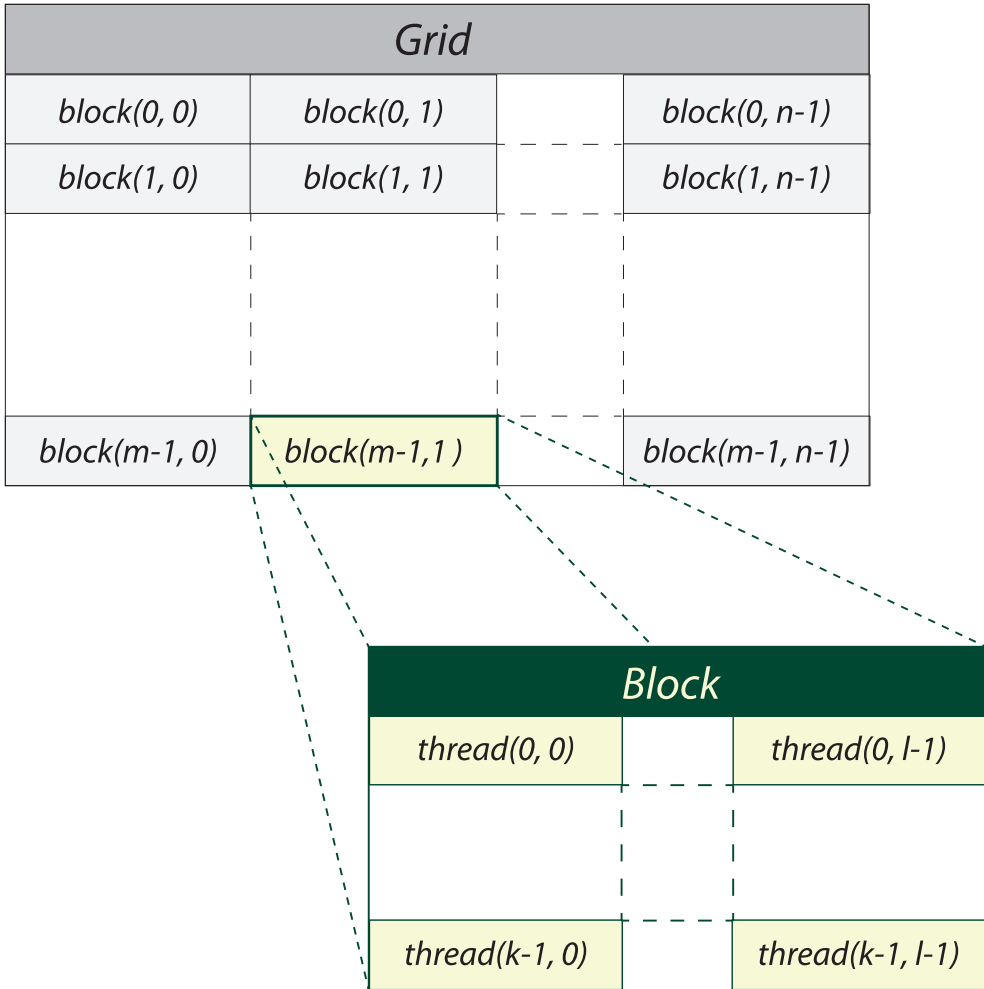 Grid
block(0, 0) block(0, 1) block(0, n-1)
block(1, 0) block(1, 1) block(1, n-1)
block(m-1, 0) block(m-1,1 ) block(m-1, n-1)
Block
thread(0, 0) thread(0, l-1)
thread(k-1, 0) thread(k-1, l-1)